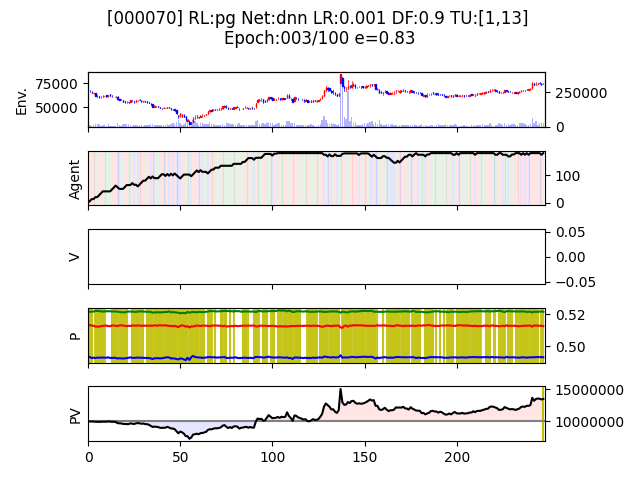 [000070] RL:pg Net:dnn LR:0.001 DF:0.9 TU:[1,13]
Epoch:003/100 e=0.83
Env.
75000
50000
250000
0
Agent
100
0
V
0.05
0.00
−0.05
P
0.52
0.50
PV
15000000
10000000
0
50
100
150
200